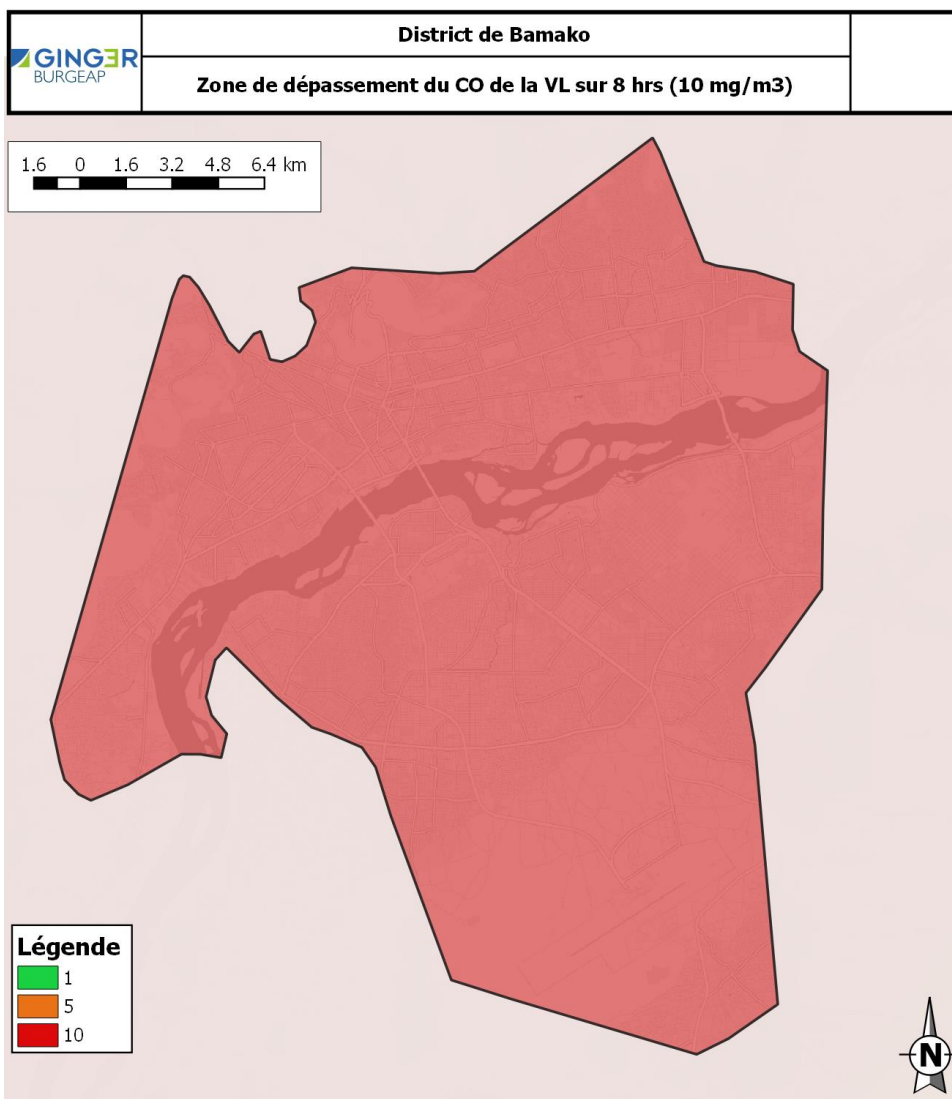 GINGER
BURGEAP
District de Bamako
Zone de dépassement du CO de la VL sur 8 hrs (10 mg/m3)
1.6 0 1.6 3.2 4.8 6.4 km
Légende
1
5
10
N